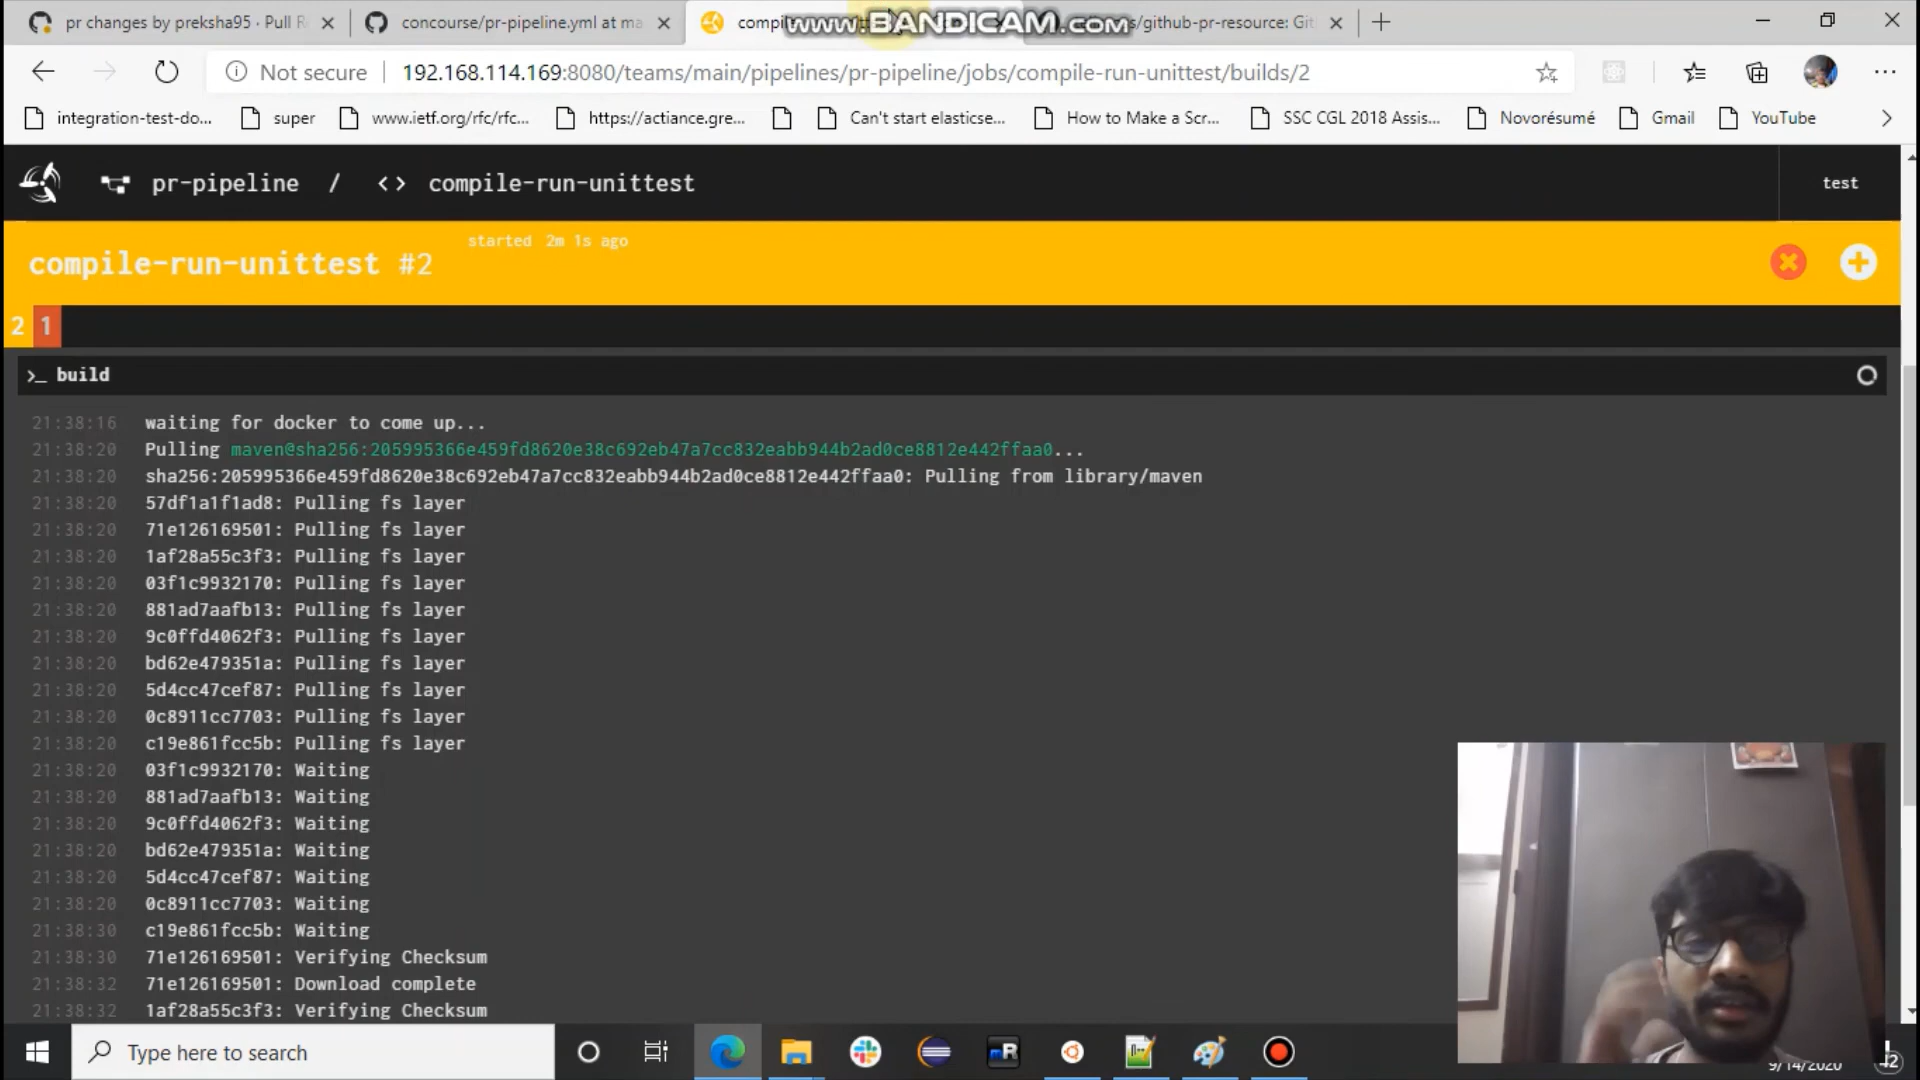 pr changes by preksha95 · Pull R
concourse/pr-pipeline.yml at ma
www.BANDICAM.com
/github-pr-resource: Git
Not secure
192.168.114.169:8080/teams/main/pipelines/pr-pipeline/jobs/compile-run-unittest/builds/2
integration-test-do...
super
www.ietf.org/rfc/rfc...
https://actiance.gre...
Can't start elasticse...
How to Make a Scr...
SSC CGL 2018 Assis...
Novorésumé
Gmail
YouTube
pr-pipeline / <> compile-run-unittest
test
compile-run-unittest #2
started 2m 1s ago
2 1
>_ build
21:38:16 waiting for docker to come up...
21:38:20 Pulling maven@sha256:205995366e459fd8620e38c692eb47a7cc832eabb944b2ad0ce8812e442ffaa0...
21:38:20 sha256:205995366e459fd8620e38c692eb47a7cc832eabb944b2ad0ce8812e442ffaa0: Pulling from library/maven
21:38:20 57df1a1f1ad8: Pulling fs layer
21:38:20 71e126169501: Pulling fs layer
21:38:20 1af28a55c3f3: Pulling fs layer
21:38:20 03f1c9932170: Pulling fs layer
21:38:20 881ad7aafb13: Pulling fs layer
21:38:20 9c0ffd4062f3: Pulling fs layer
21:38:20 bd62e479351a: Pulling fs layer
21:38:20 5d4cc47cef87: Pulling fs layer
21:38:20 0c8911cc7703: Pulling fs layer
21:38:20 c19e861fcc5b: Pulling fs layer
21:38:20 03f1c9932170: Waiting
21:38:20 881ad7aafb13: Waiting
21:38:20 9c0ffd4062f3: Waiting
21:38:20 bd62e479351a: Waiting
21:38:20 5d4cc47cef87: Waiting
21:38:20 0c8911cc7703: Waiting
21:38:30 c19e861fcc5b: Waiting
21:38:30 71e126169501: Verifying Checksum
21:38:32 71e126169501: Download complete
21:38:32 1af28a55c3f3: Verifying Checksum
Type here to search
9/14/2020